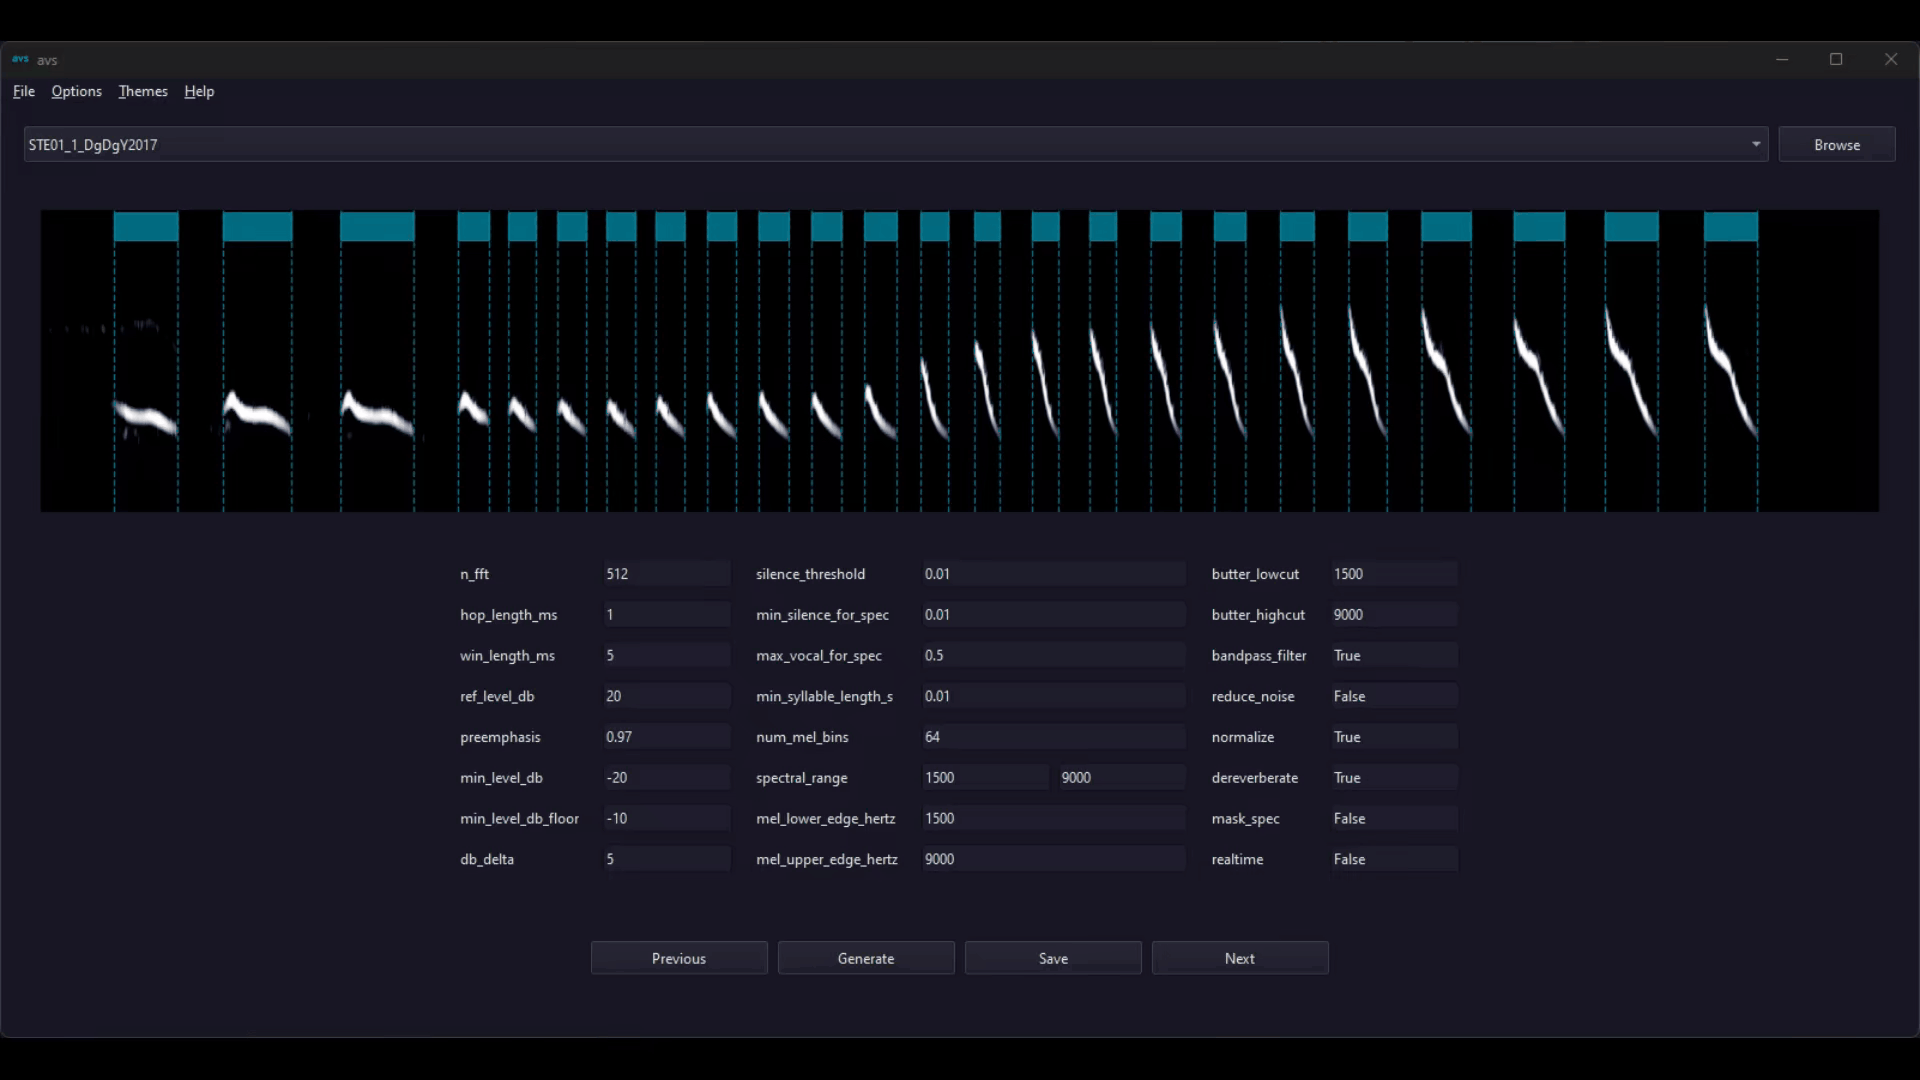 avs avs
File Options Themes Help
STE01_1_DgDgY2017 Browse
n_fft 512 silence_threshold 0.01 butter_lowcut 1500
hop_length_ms 1 min_silence_for_spec 0.01 butter_highcut 9000
win_length_ms 5 max_vocal_for_spec 0.5 bandpass_filter True
ref_level_db 20 min_syllable_length_s 0.01 reduce_noise False
preemphasis 0.97 num_mel_bins 64 normalize True
min_level_db -20 spectral_range 1500 9000 dereverberate True
min_level_db_floor -10 mel_lower_edge_hertz 1500 mask_spec False
db_delta 5 mel_upper_edge_hertz 9000 realtime False
Previous Generate Save Next